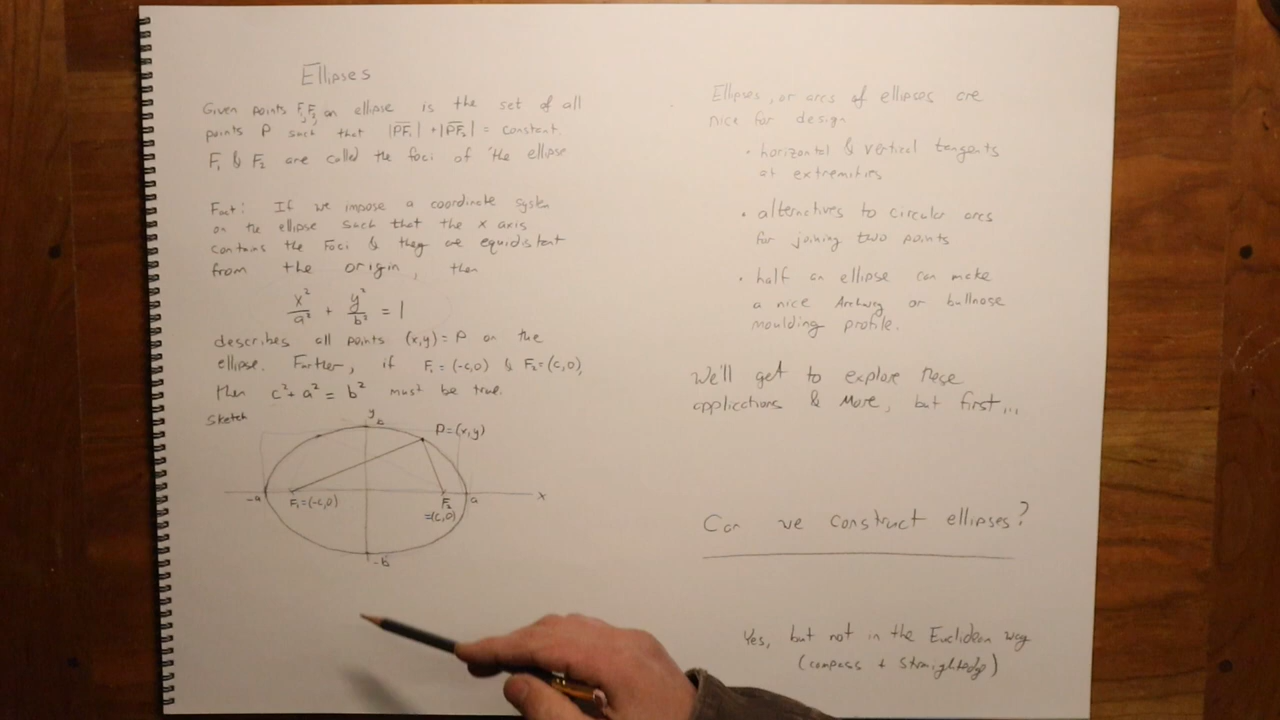 Ellipses
Given points F₁,F₂, an ellipse is the set of all
points P such that |PF₁| + |PF₂| = constant.
F₁ & F₂ are called the foci of the ellipse
Fact: If we impose a coordinate system
on the ellipse such that the x axis
contains the Foci & they are equidistant
from the origin, then
x²/a² + y²/b² = 1
describes all points (x,y) = P on the
ellipse. Further, if F₁ = (-c,0) & F₂ = (c,0),
then c² + a² = b² must be true.
Sketch
y
b
P=(x,y)
-a
F₁=(-c,0)
F₂
=(c,0)
a
x
-b
Ellipses, or arcs of ellipses are
nice for design
• horizontal & vertical tangents
at extremities
• alternatives to circular arcs
for joining two points
• half an ellipse can make
a nice Archway or bullnose
moulding profile.
We'll get to explore these
applications & More, but first...
Can we construct ellipses?
Yes, but not in the Euclidean way
(compass + straightedge)